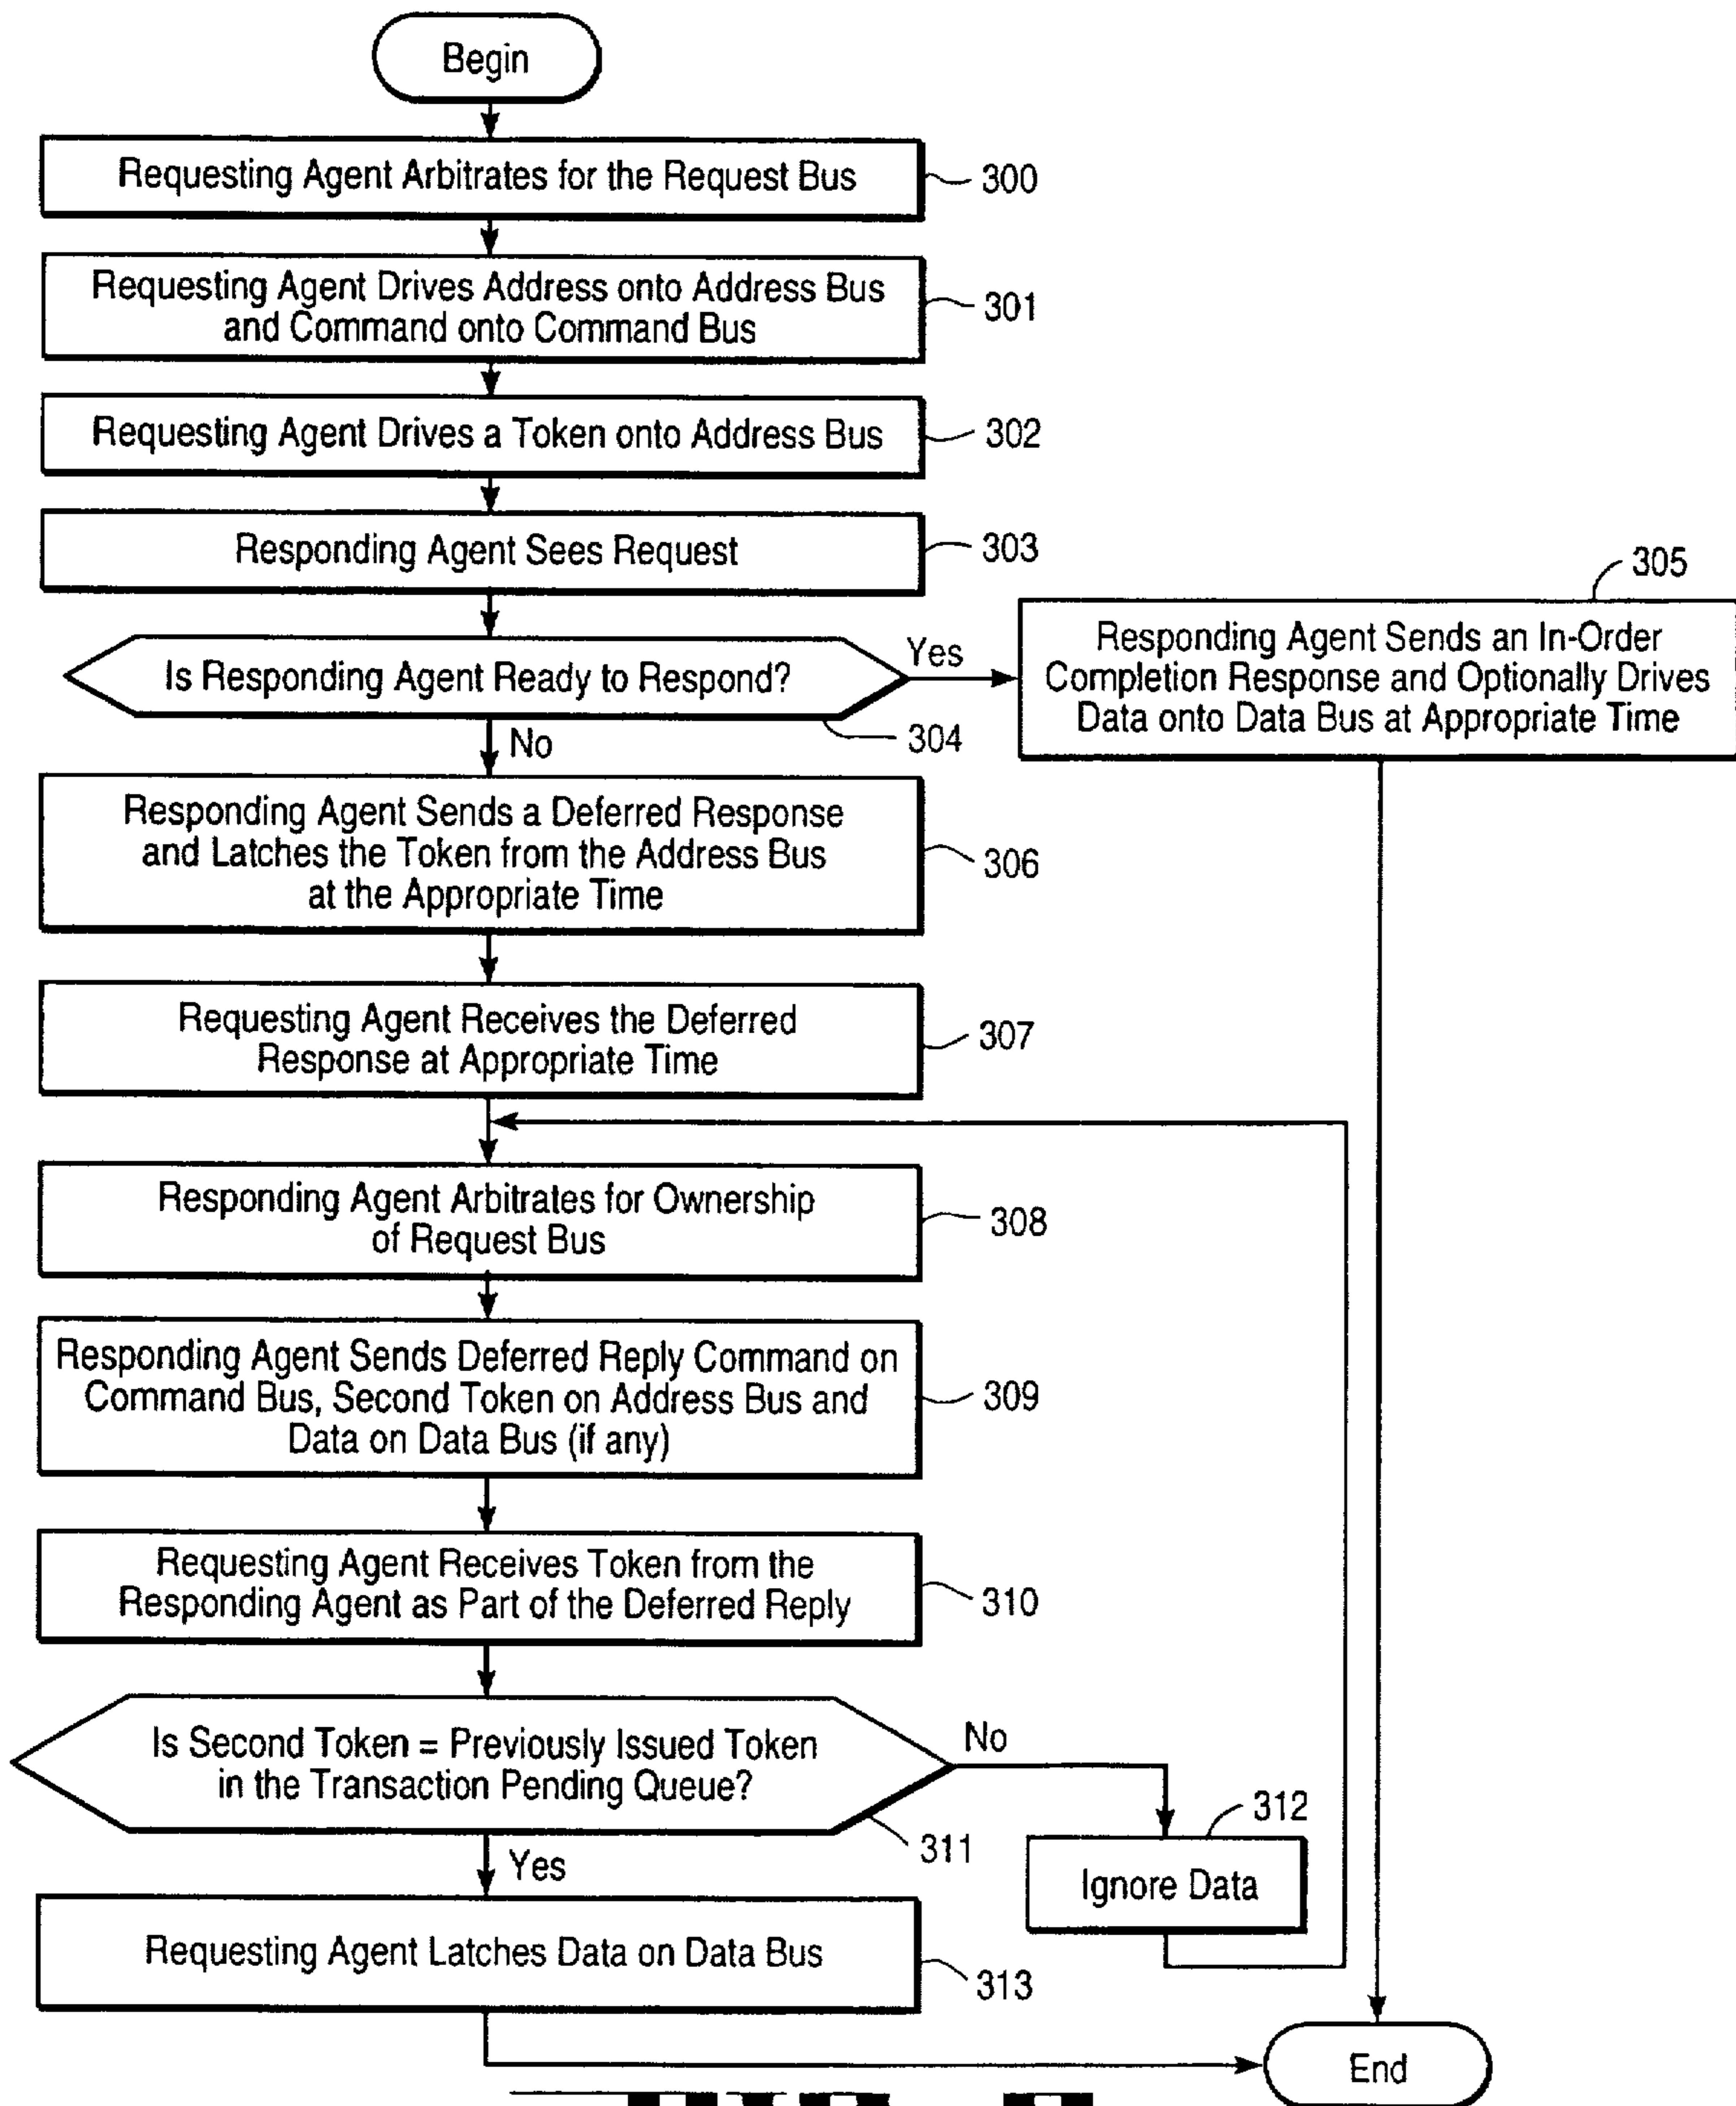 Begin
Requesting Agent Arbitrates for the Request Bus
300
Requesting Agent Drives Address onto Address Bus
and Command onto Command Bus
301
Requesting Agent Drives a Token onto Address Bus
302
Responding Agent Sees Request
303
Is Responding Agent Ready to Respond?
304
Yes
No
305
Responding Agent Sends an In-Order
Completion Response and Optionally Drives
Data onto Data Bus at Appropriate Time
Responding Agent Sends a Deferred Response
and Latches the Token from the Address Bus
at the Appropriate Time
306
Requesting Agent Receives the Deferred
Response at Appropriate Time
307
Responding Agent Arbitrates for Ownership
of Request Bus
308
Responding Agent Sends Deferred Reply Command on
Command Bus, Second Token on Address Bus and
Data on Data Bus (if any)
309
Requesting Agent Receives Token from the
Responding Agent as Part of the Deferred Reply
310
Is Second Token = Previously Issued Token
in the Transaction Pending Queue?
311
No
Yes
312
Ignore Data
Requesting Agent Latches Data on Data Bus
313
End